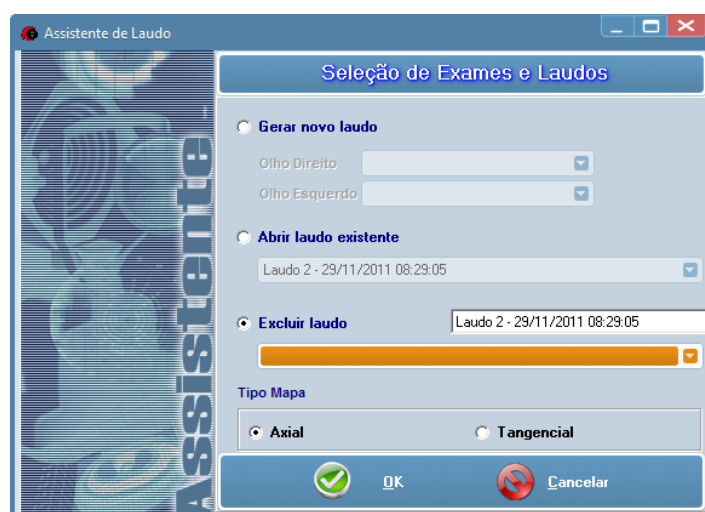 Assistente de Laudo
Assistente
Seleção de Exames e Laudos
Gerar novo laudo
Olho Direito
Olho Esquerdo
Abrir laudo existente
Laudo 2 - 29/11/2011 08:29:05
Excluir laudo
Laudo 2 - 29/11/2011 08:29:05
Tipo Mapa
Axial
Tangencial
OK
Cancelar